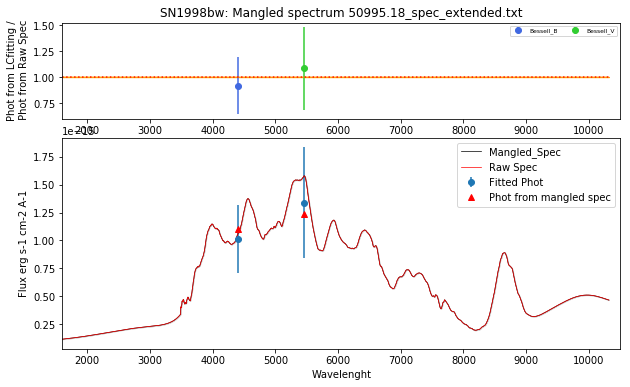 SN1998bw: Mangled spectrum 50995.18_spec_extended.txt
Phot from LCfitting /
Phot from Raw Spec
1.50
1.25
1.00
0.75
Bessell_B
Bessell_V
2000 3000 4000 5000 6000 7000 8000 9000 10000
Flux erg s-1 cm-2 A-1
1.75
1.50
1.25
1.00
0.75
0.50
0.25
Mangled_Spec
Raw Spec
Fitted Phot
Phot from mangled spec
2000 3000 4000 5000 6000 7000 8000 9000 10000
Wavelenght